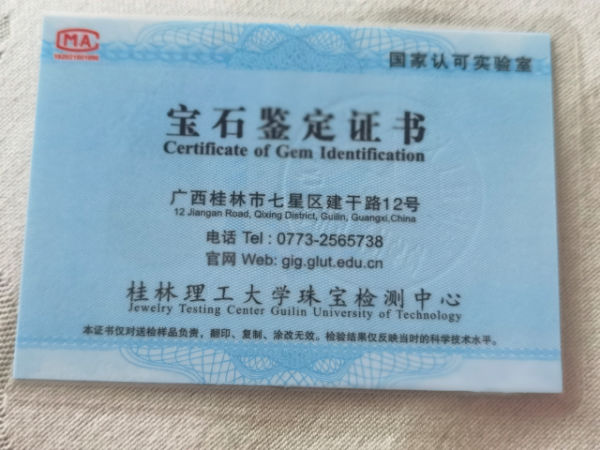 CMA
国家认可实验室
宝石鉴定证书
Certificate of Gem Identification
广西桂林市七星区建干路12号
12 Jiangan Road, Qixing District, Guilin, Guangxi,China
电话 Tel : 0773-2565738
官网 Web: gig.glut.edu.cn
桂林理工大学珠宝检测中心
Jewelry Testing Center Guilin University of Technology
本证书仅对送检样品负责，翻印、复制、涂改无效。检验结果仅反映当时的科学技术水平。